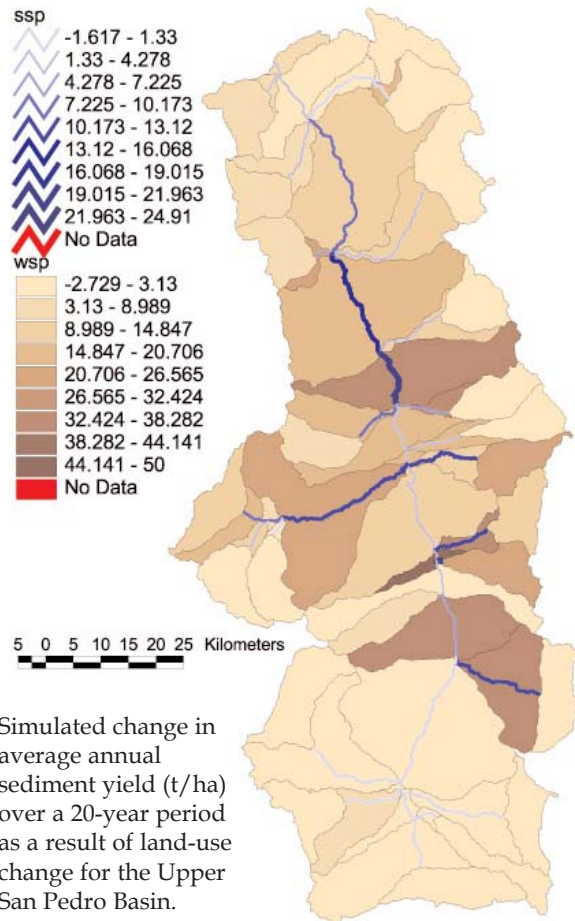 ssp
-1.617 - 1.33
1.33 - 4.278
4.278 - 7.225
7.225 - 10.173
10.173 - 13.12
13.12 - 16.068
16.068 - 19.015
19.015 - 21.963
21.963 - 24.91
No Data
wsp
-2.729 - 3.13
3.13 - 8.989
8.989 - 14.847
14.847 - 20.706
20.706 - 26.565
26.565 - 32.424
32.424 - 38.282
38.282 - 44.141
44.141 - 50
No Data
5 0 5 10 15 20 25 Kilometers
Simulated change in
average annual
sediment yield (t/ha)
over a 20-year period
as a result of land-use
change for the Upper
San Pedro Basin.